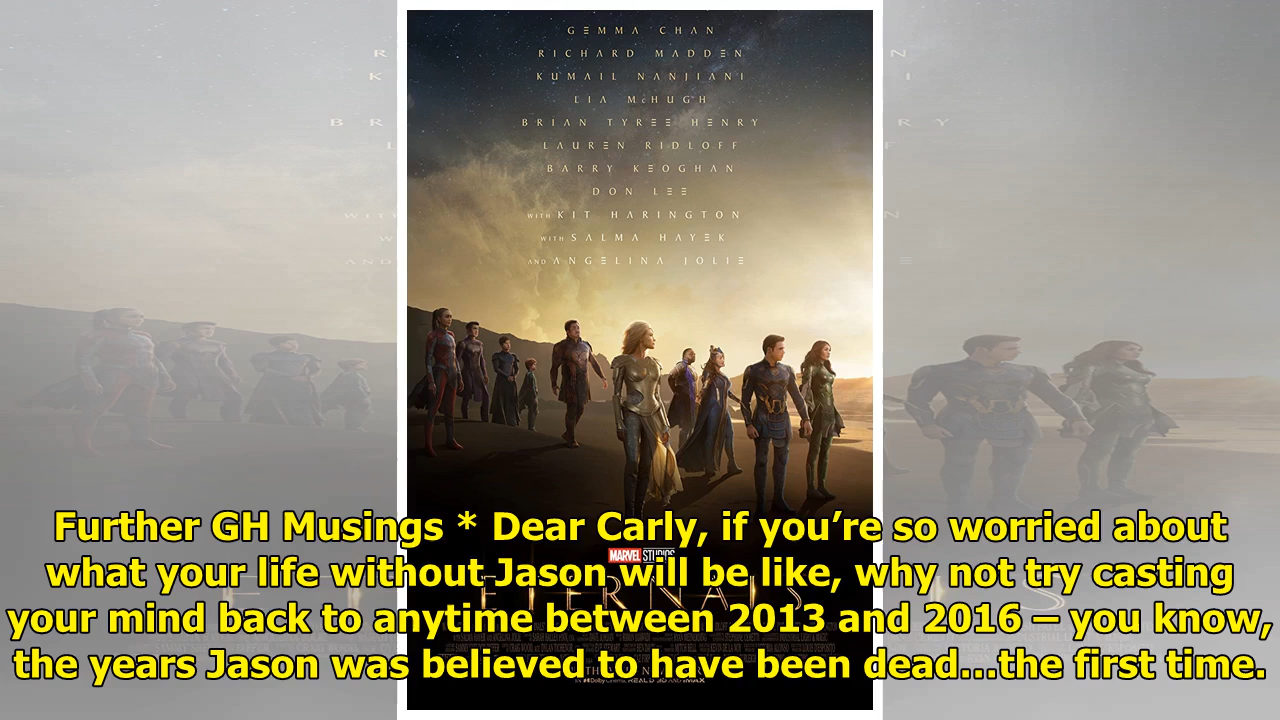 GEMMA CHAN
RICHARD MADDEN
KUMAIL NANJIANI
LIA McHUGH
BRIAN TYREE HENRY
LAUREN RIDLOFF
BARRY KEOGHAN
DON LEE
WITH KIT HARINGTON
WITH SALMA HAYEK
AND ANGELINA JOLIE
Further GH Musings * Dear Carly, if you’re so worried about
MARVEL STUDIOS
what your life without Jason will be like, why not try casting
ETERNALS
your mind back to anytime between 2013 and 2016 – you know,
the years Jason was believed to have been dead...the first time.